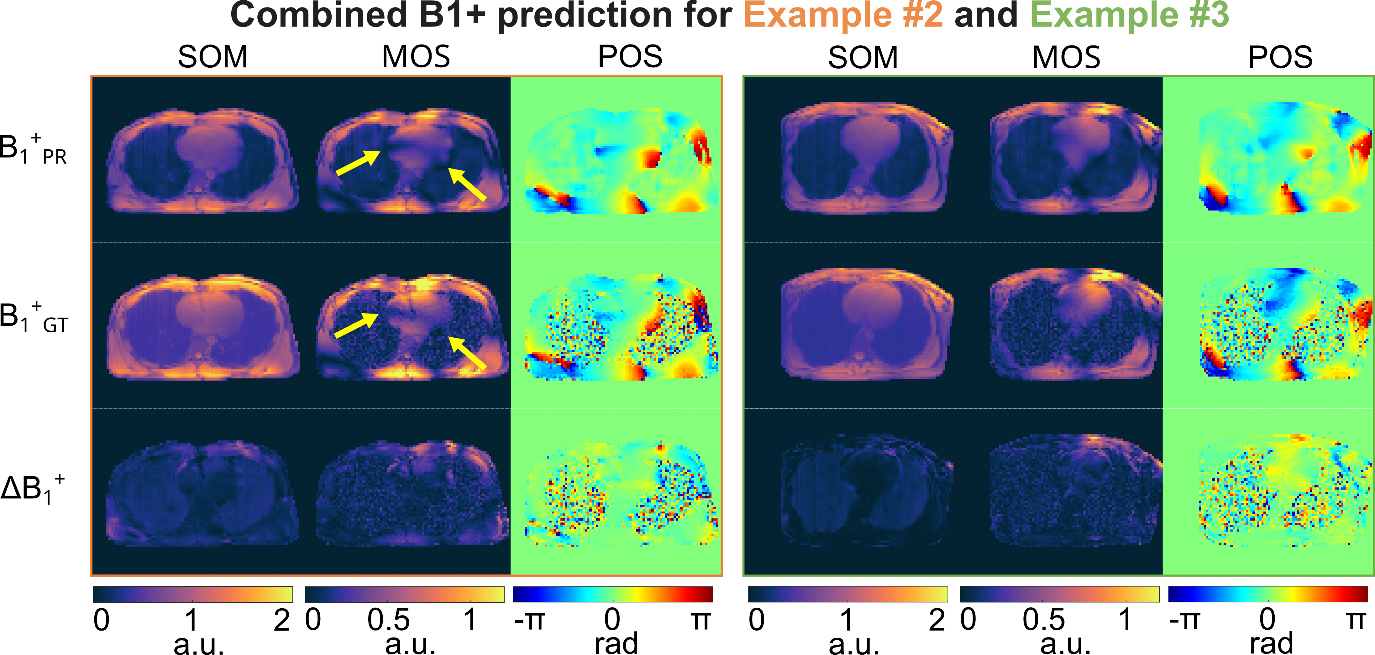 Combined B1+ prediction for Example #2 and Example #3
SOM MOS POS SOM MOS POS
B₁⁺PR
B₁⁺GT
ΔB₁⁺
0 1 2 0 0.5 1 -π 0 π 0 1 2 0 0.5 1 -π 0 π
a.u. a.u. rad a.u. a.u. rad